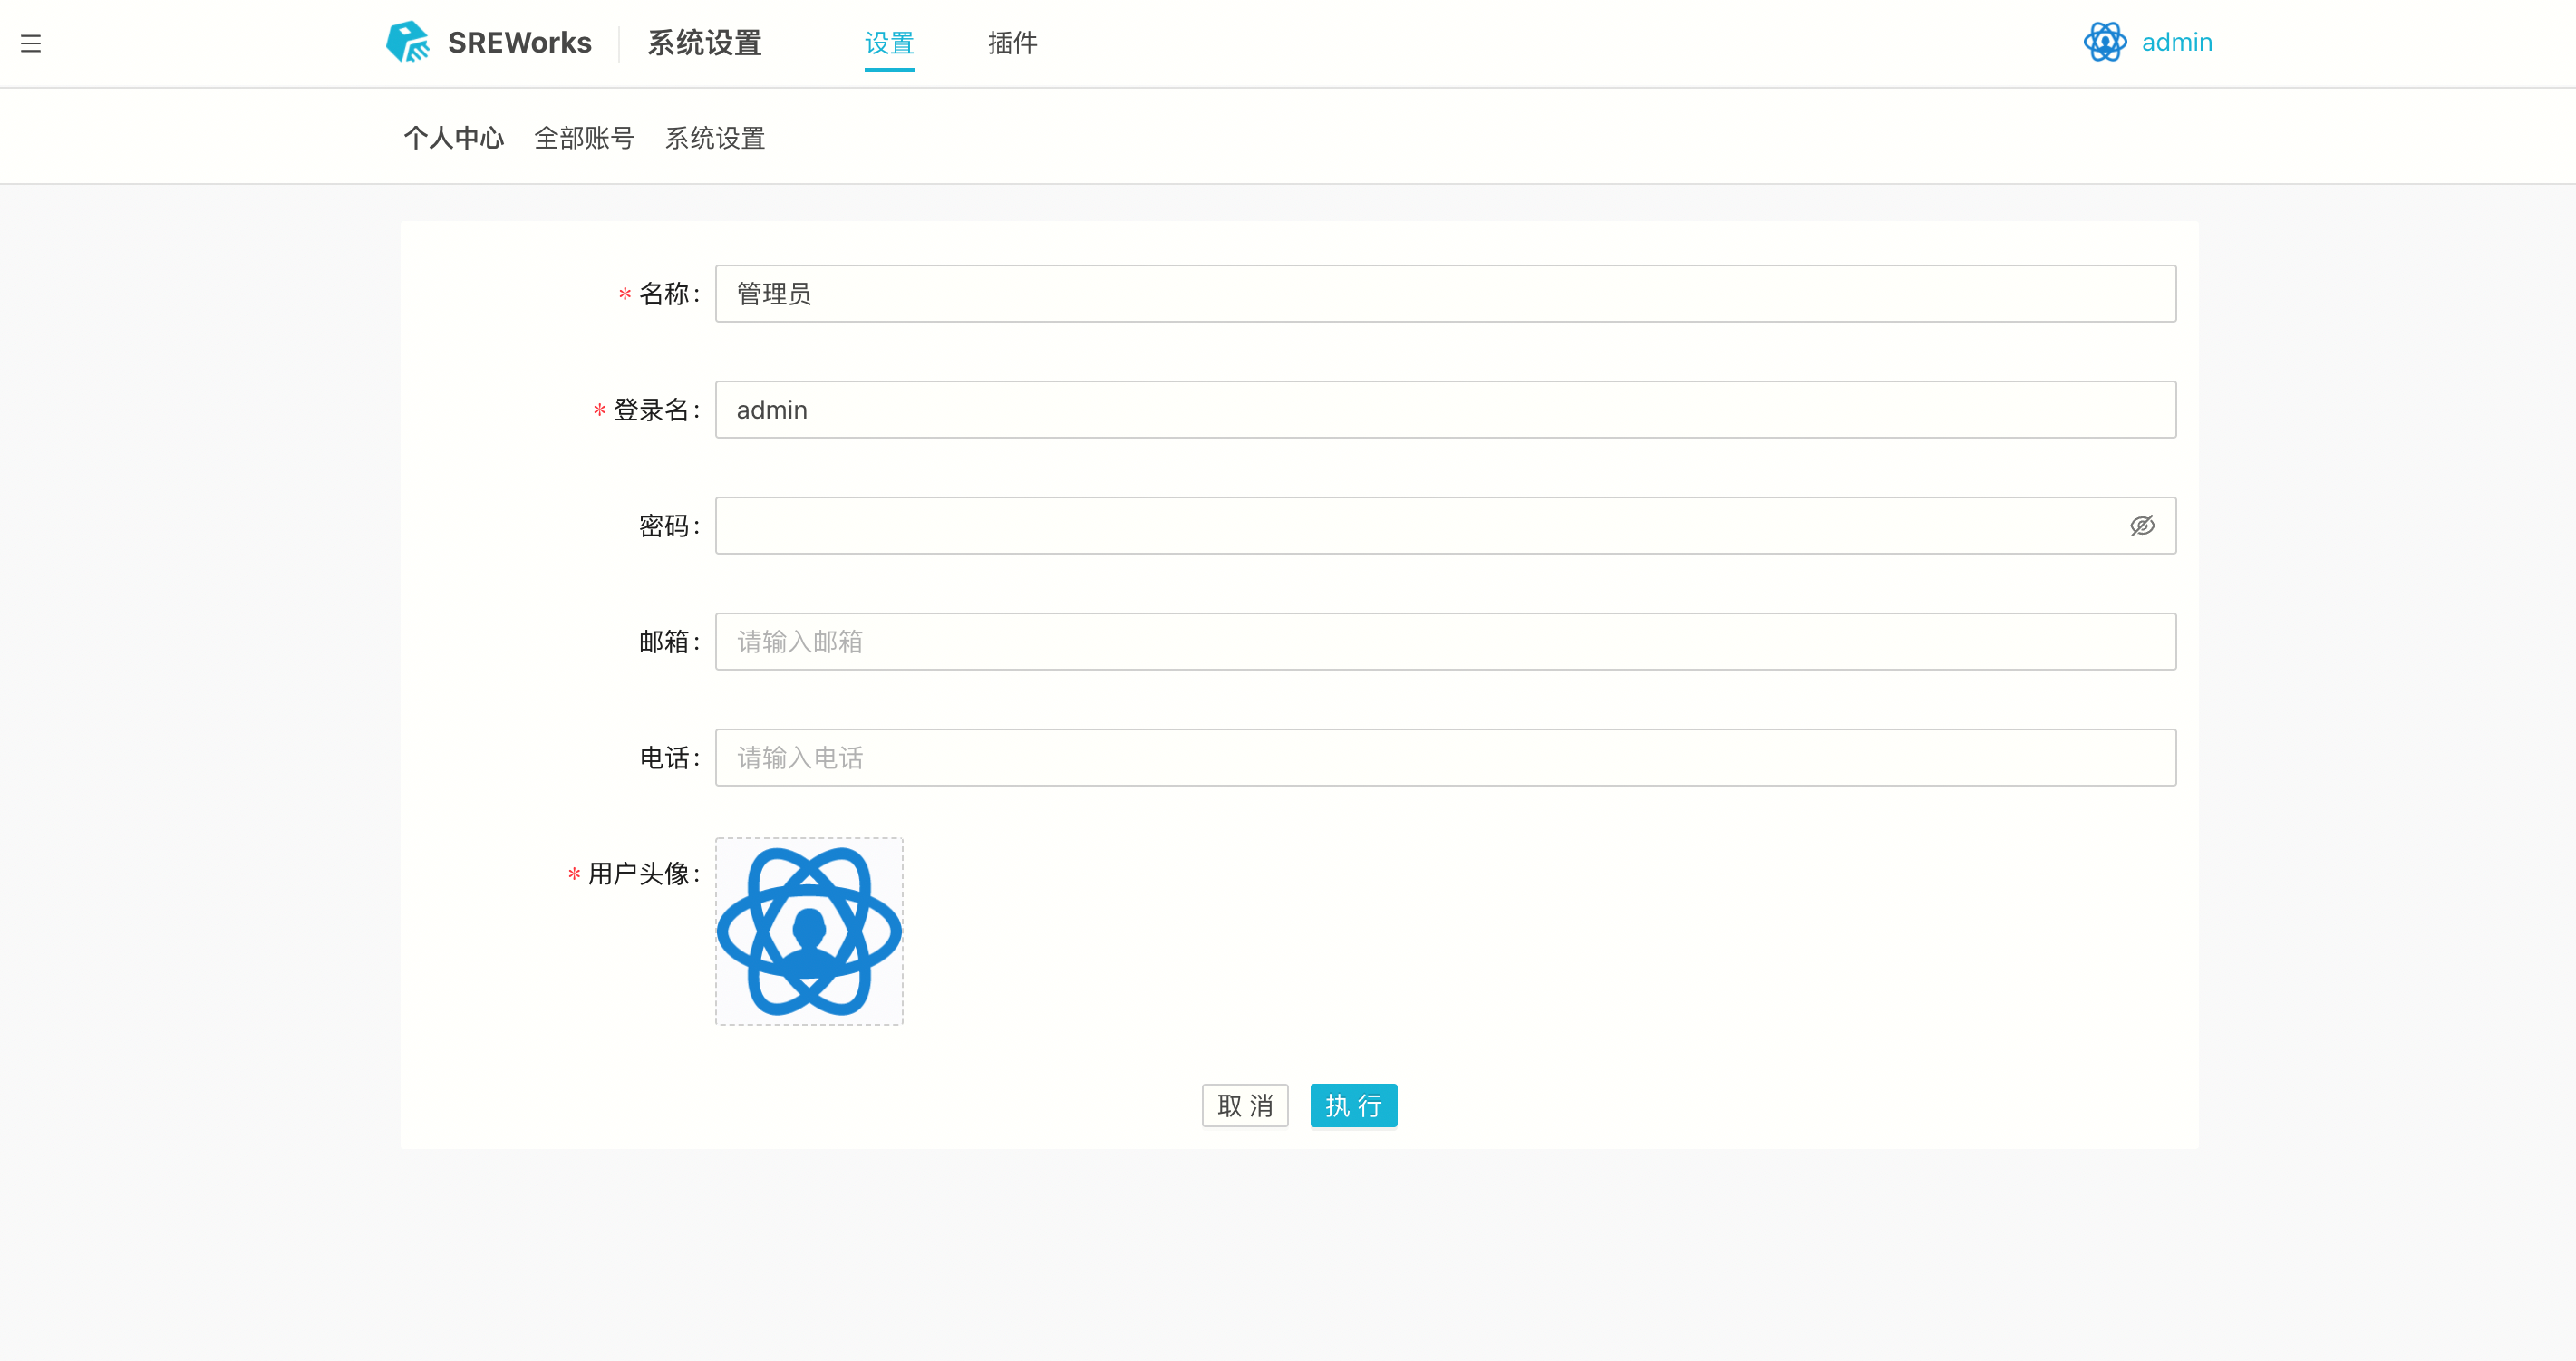 SREWorks 系统设置 设置 插件 admin
个人中心 全部账号 系统设置
* 名称: 管理员
* 登录名: admin
密码:
邮箱: 请输入邮箱
电话: 请输入电话
* 用户头像:
取 消 执 行